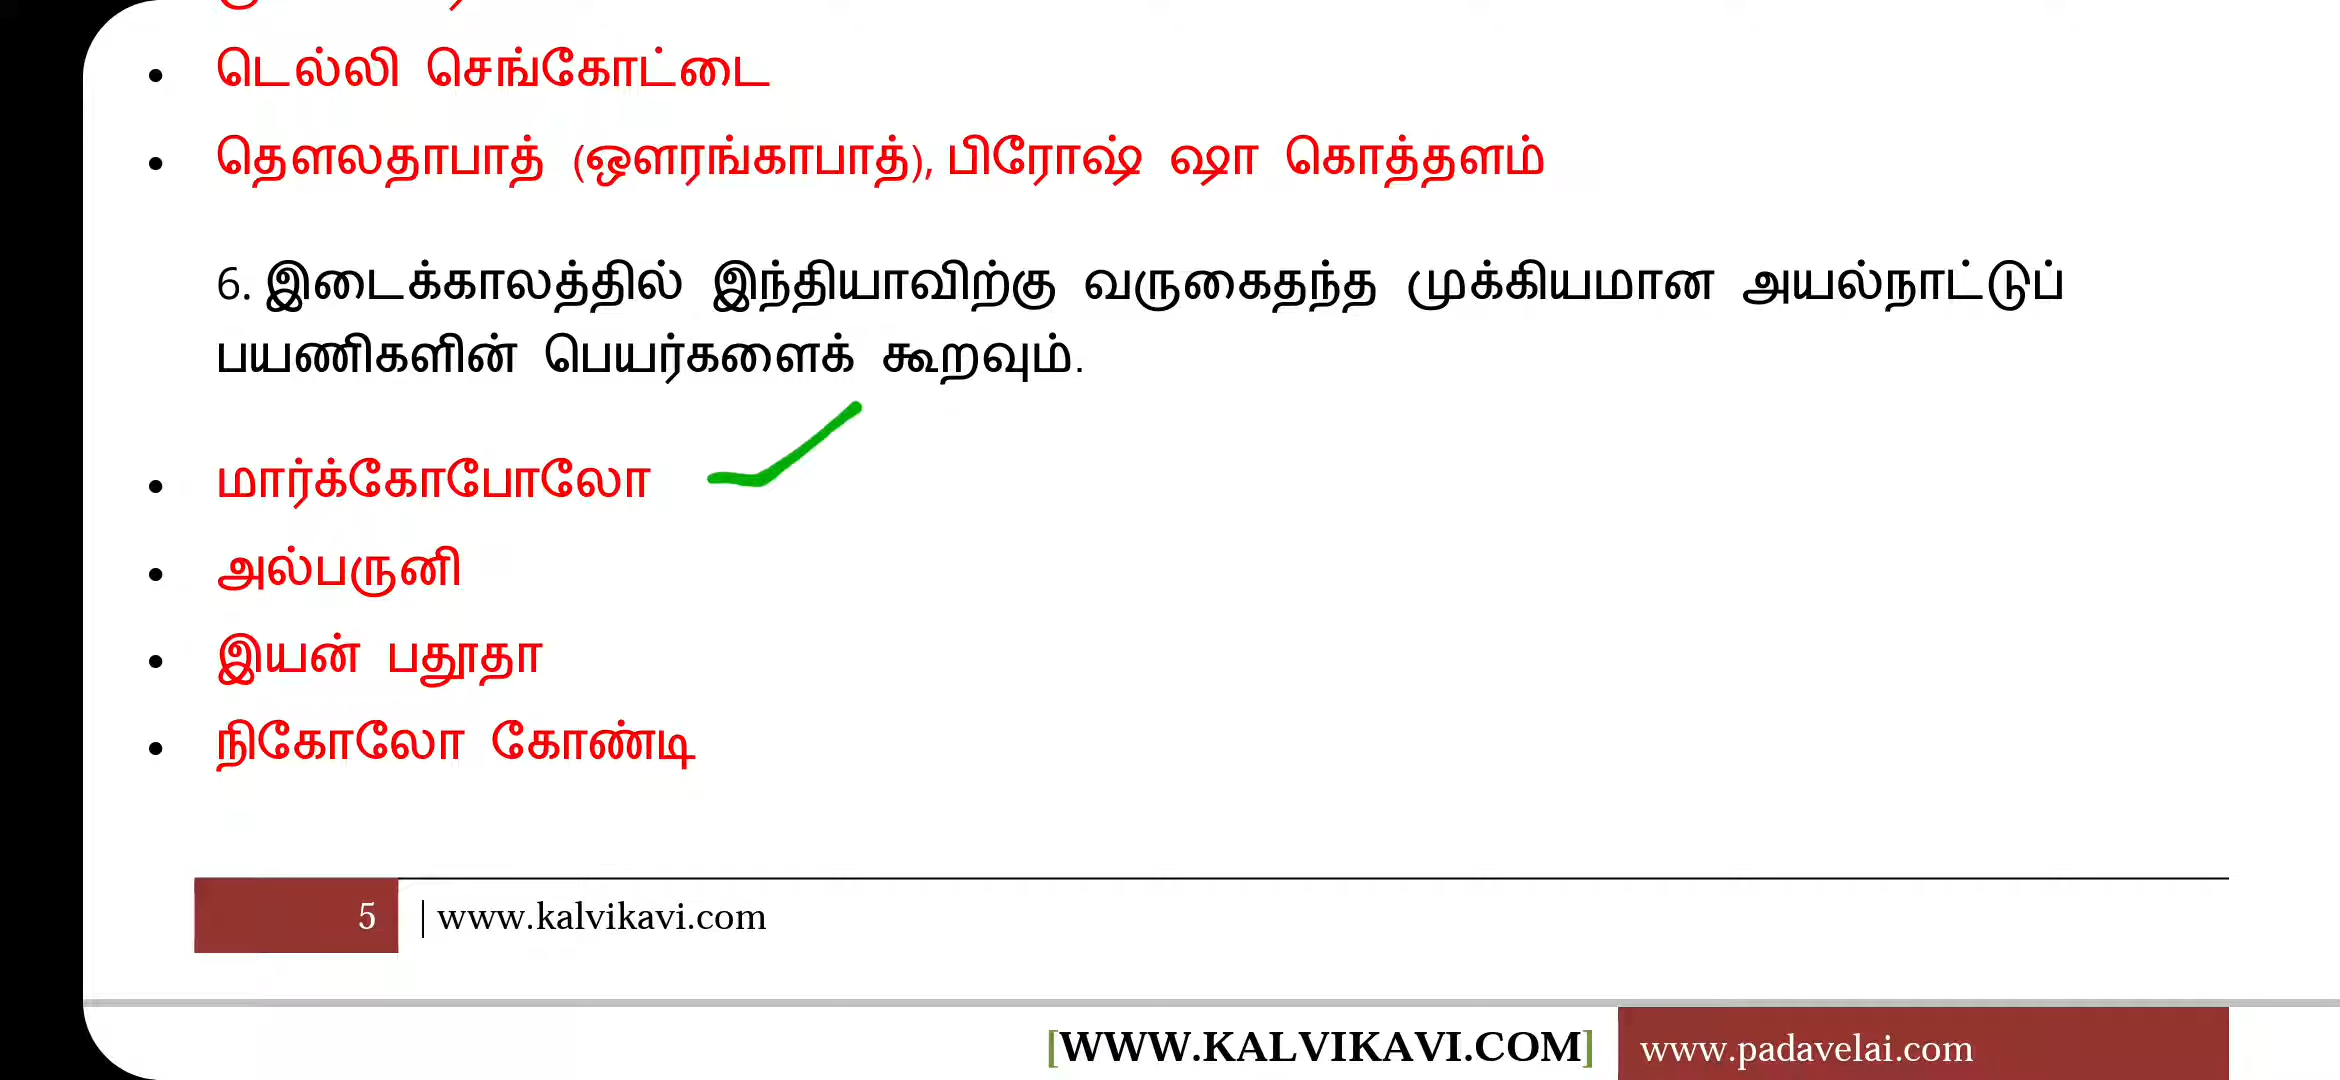 டெல்லி செங்கோட்டை
தௌலதாபாத் (ஔரங்காபாத்), பிரோஷ் ஷா கொத்தளம்
6. இடைக்காலத்தில் இந்தியாவிற்கு வருகைதந்த முக்கியமான அயல்நாட்டுப்
பயணிகளின் பெயர்களைக் கூறவும்.
மார்க்கோபோலோ
அல்பருனி
இயன் பதூதா
நிகோலோ கோண்டி
5 | www.kalvikavi.com
[WWW.KALVIKAVI.COM] www.padavelai.com